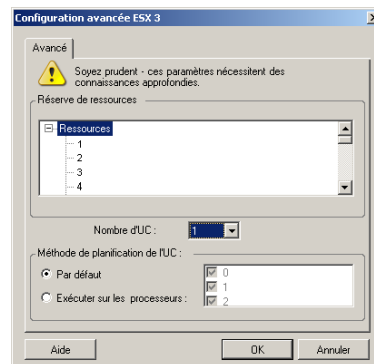 Configuration avancée ESX 3
Avancé
Soyez prudent - ces paramètres nécessitent des
connaissances approfondies.
Réserve de ressources
Ressources
1
2
3
4
Nombre d'UC :
1
Méthode de planification de l'UC :
Par défaut
0
1
Exécuter sur les processeurs :
2
Aide
OK
Annuler